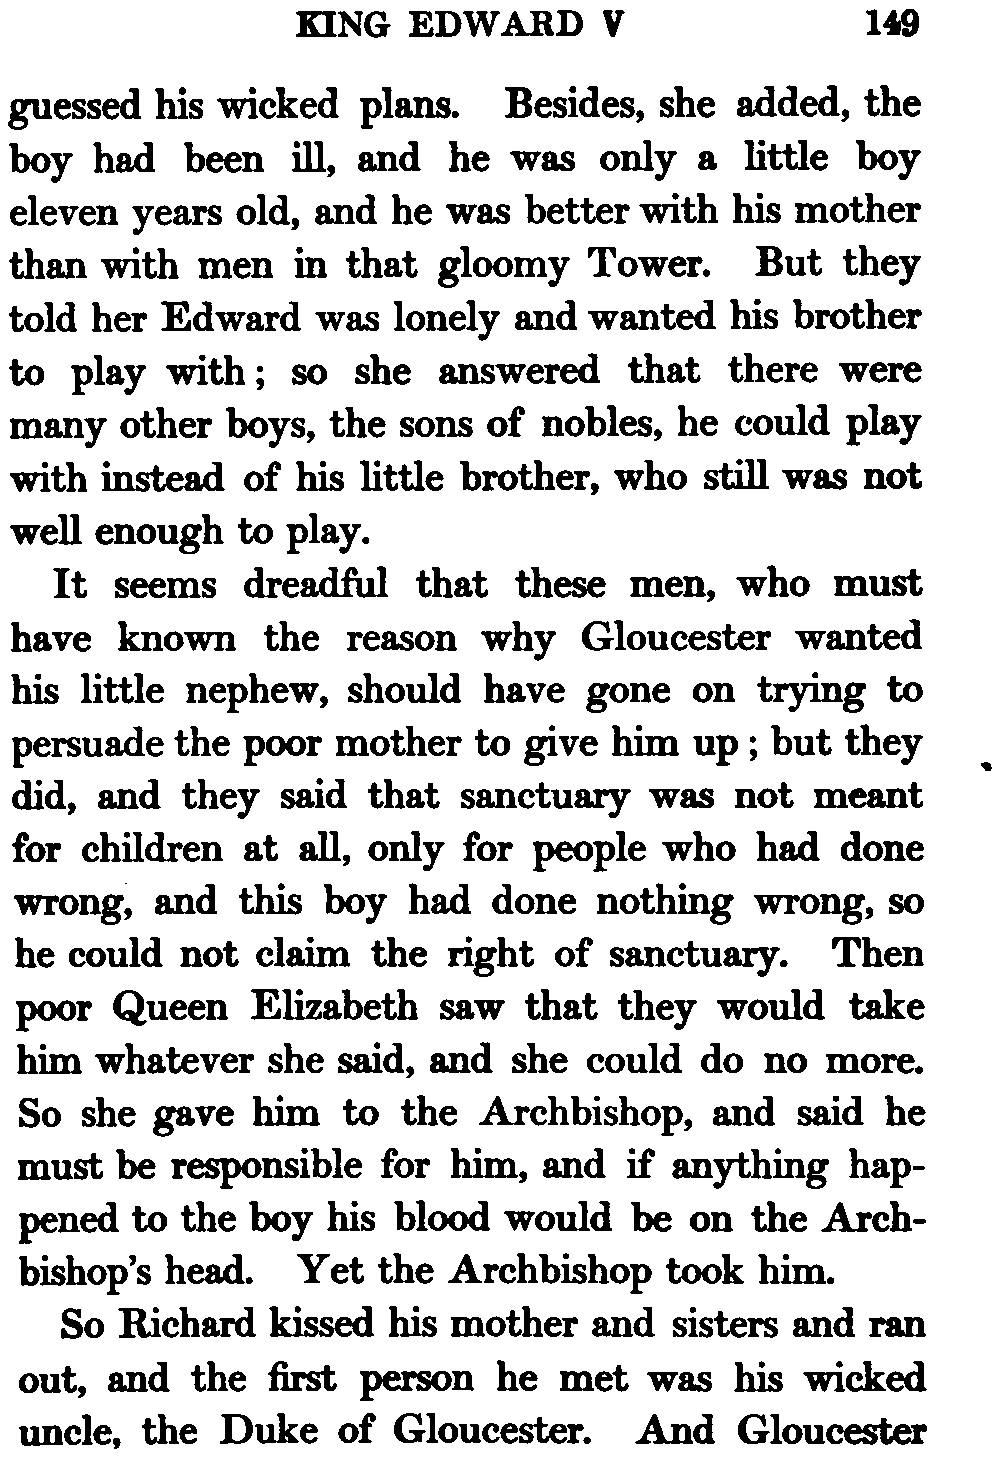 KING EDWARD V 149
guessed his wicked plans. Besides, she added, the
boy had been ill, and he was only a little boy
eleven years old, and he was better with his mother
than with men in that gloomy Tower. But they
told her Edward was lonely and wanted his brother
to play with; so she answered that there were
many other boys, the sons of nobles, he could play
with instead of his little brother, who still was not
well enough to play.
It seems dreadful that these men, who must
have known the reason why Gloucester wanted
his little nephew, should have gone on trying to
persuade the poor mother to give him up; but they
did, and they said that sanctuary was not meant
for children at all, only for people who had done
wrong, and this boy had done nothing wrong, so
he could not claim the right of sanctuary. Then
poor Queen Elizabeth saw that they would take
him whatever she said, and she could do no more.
So she gave him to the Archbishop, and said he
must be responsible for him, and if anything hap-
pened to the boy his blood would be on the Arch-
bishop's head. Yet the Archbishop took him.
So Richard kissed his mother and sisters and ran
out, and the first person he met was his wicked
uncle, the Duke of Gloucester. And Gloucester